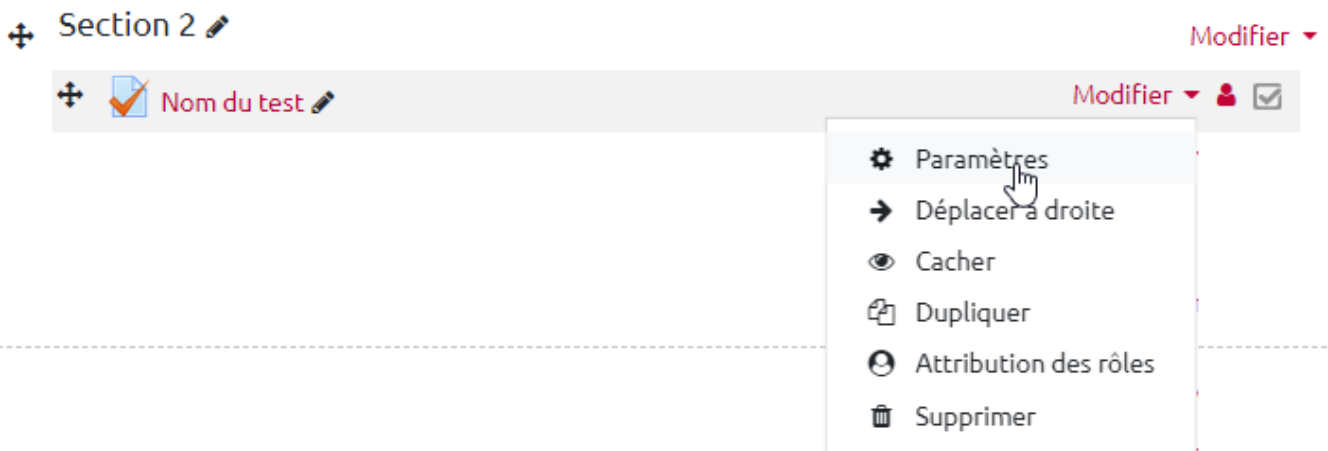 Section 2
Modifier
Nom du test
Modifier
Paramètres
Déplacer à droite
Cacher
Dupliquer
Attribution des rôles
Supprimer